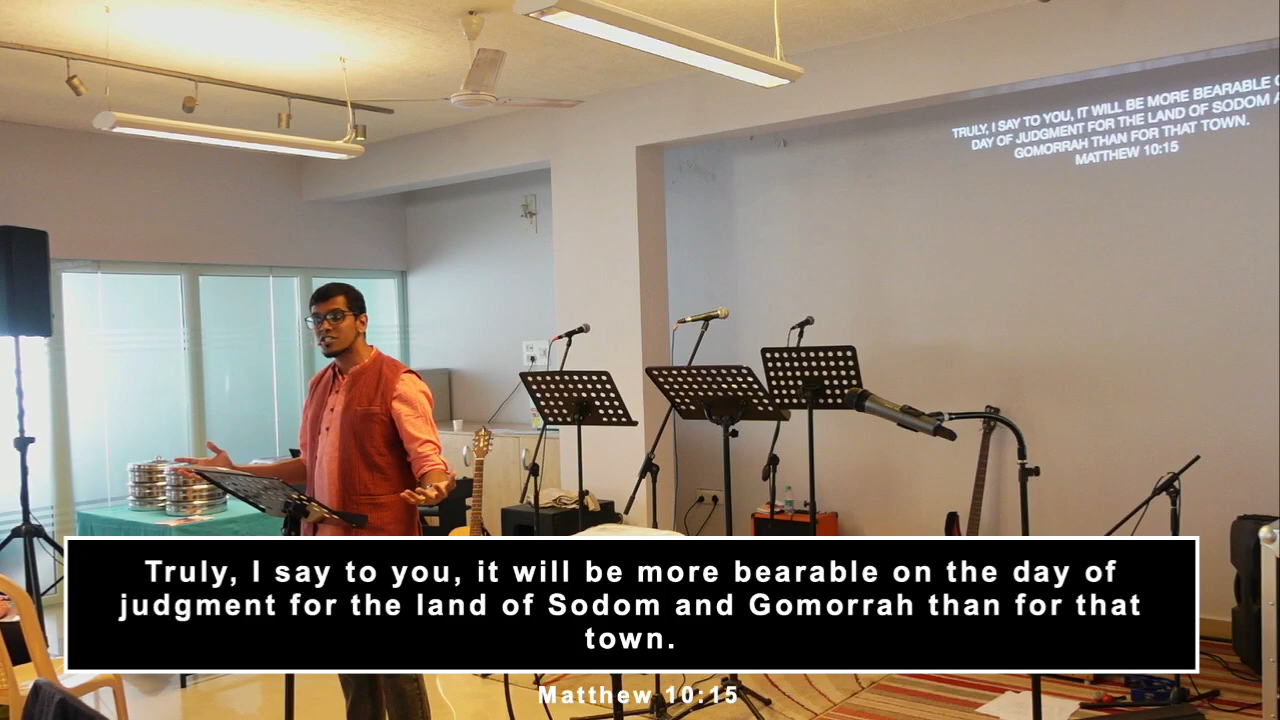 TRULY, I SAY TO YOU, IT WILL BE MORE BEARABLE
DAY OF JUDGMENT FOR THE LAND OF SODOM
GOMORRAH THAN FOR THAT TOWN.
MATTHEW 10:15
Truly, I say to you, it will be more bearable on the day of
judgment for the land of Sodom and Gomorrah than for that
town.
Matthew 10:15